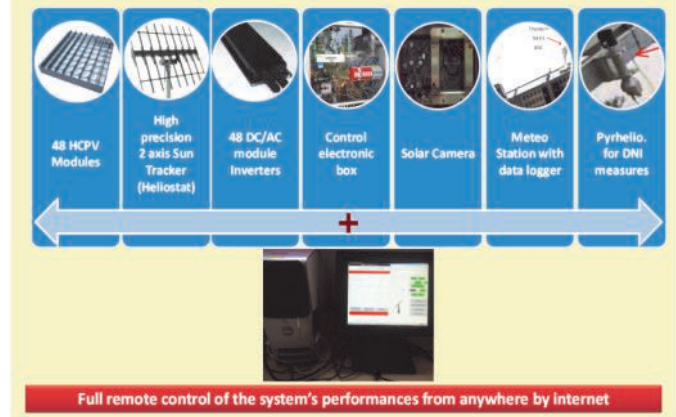 48 HCPV
Modules
High
precision
2 axis Sun
Tracker
(Heliostat)
48 DC/AC
module
Inverters
Control
electronic
box
Solar Camera
Meteo
Station with
data logger
Pyrhelio.
for DNI
measures
+
Full remote control of the system's performances from anywhere by internet